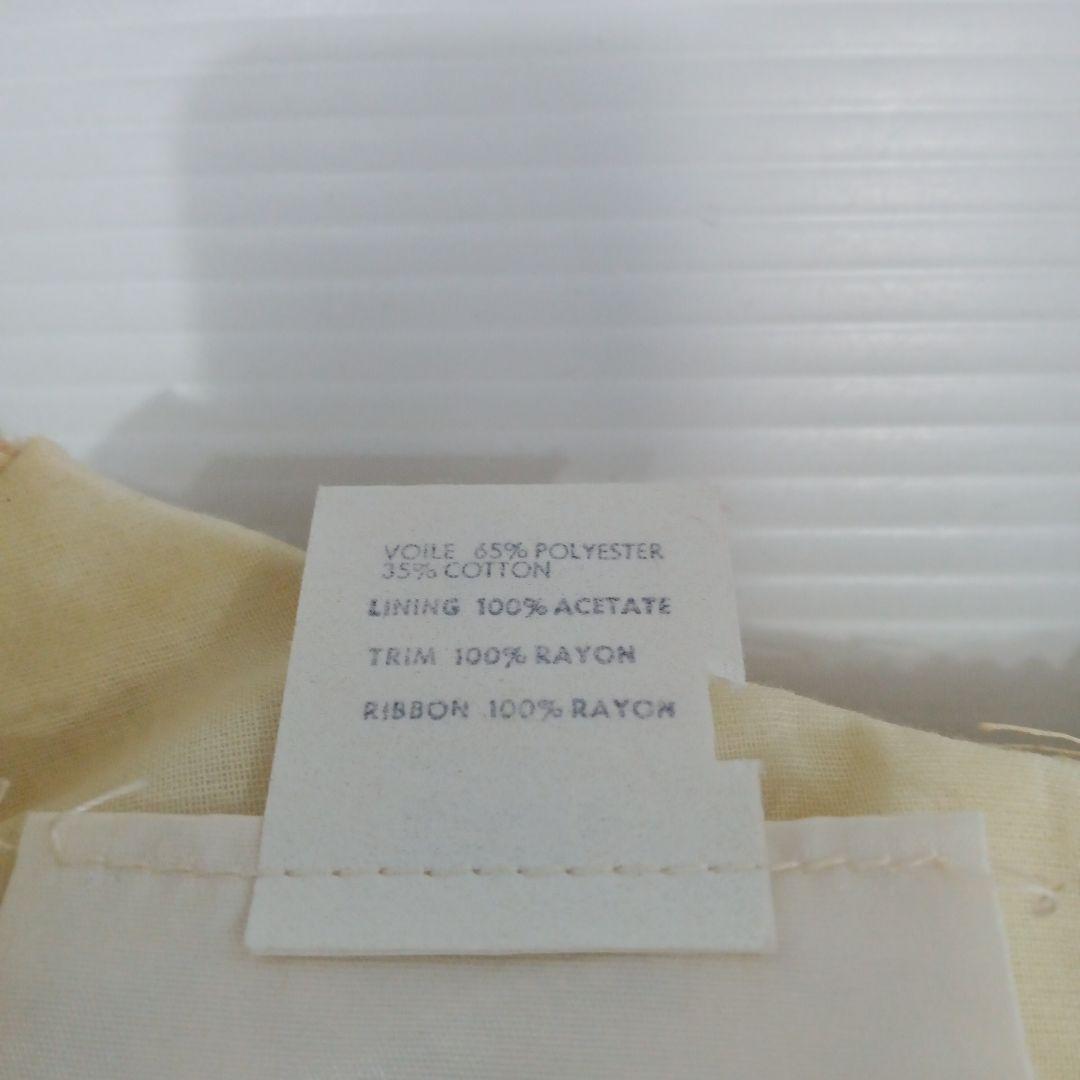 VOILE 65% POLYESTER
35% COTTON
LINING 100% ACETATE
TRIM 100% RAYON
RIBBON 100% RAYON